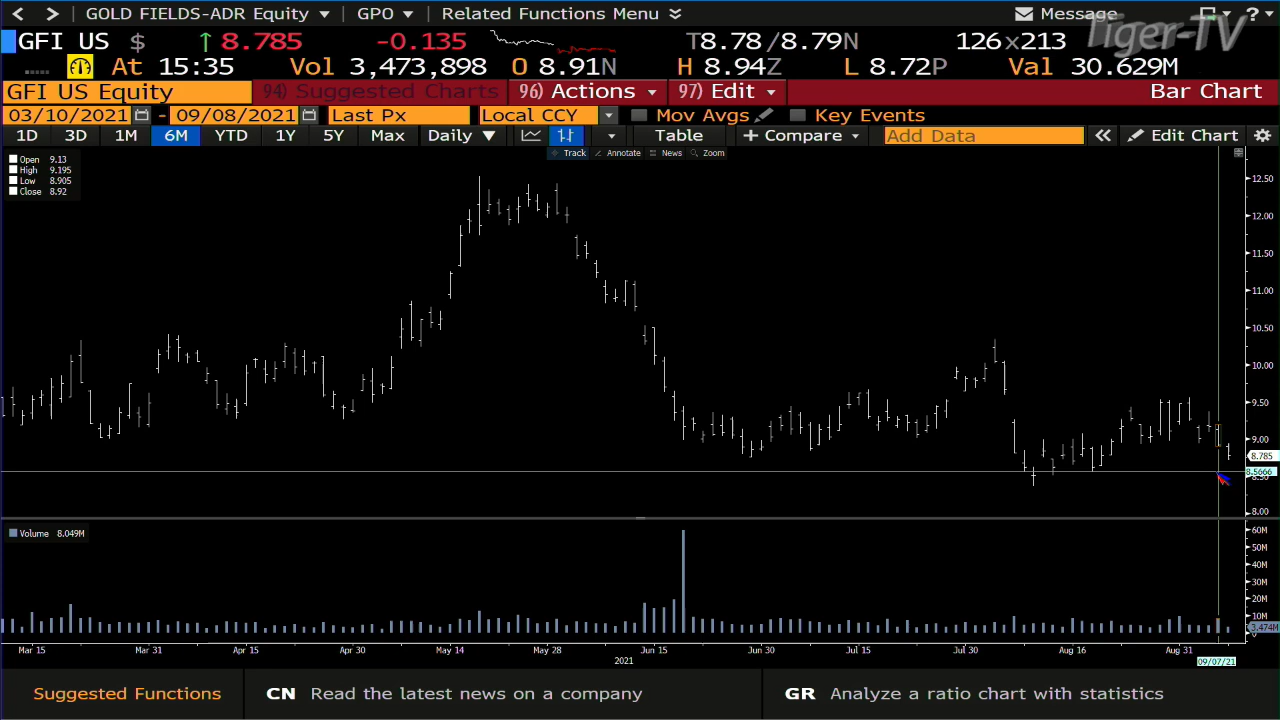 GOLD FIELDS-ADR Equity GPO Related Functions Menu Message ?
Tiger-TV
GFI US $ ↑ 8.785 -0.135 T8.78/8.79N 126x213
At 15:35 Vol 3,473,898 O 8.91N H 8.94Z L 8.72P Val 30.629M
GFI US Equity 94) Suggested Charts 96) Actions 97) Edit Bar Chart
03/10/2021 - 09/08/2021 Last Px Local CCY Mov Avgs Key Events
1D 3D 1M 6M YTD 1Y 5Y Max Daily ▼ Table + Compare Add Data « Edit Chart
Track Annotate News Zoom
Open 9.13
High 9.195
Low 8.905
Close 8.92
12.50
12.00
11.50
11.00
10.50
10.00
9.50
9.00
8.785
8.5666
8.50
8.00
Volume 8.049M
60M
50M
40M
30M
20M
10M
3.474M
0
Mar 15 Mar 31 Apr 15 Apr 30 May 14 May 28 Jun 15 Jun 30 Jul 15 Jul 30 Aug 16 Aug 31
2021 09/07/21
Suggested Functions CN Read the latest news on a company GR Analyze a ratio chart with statistics